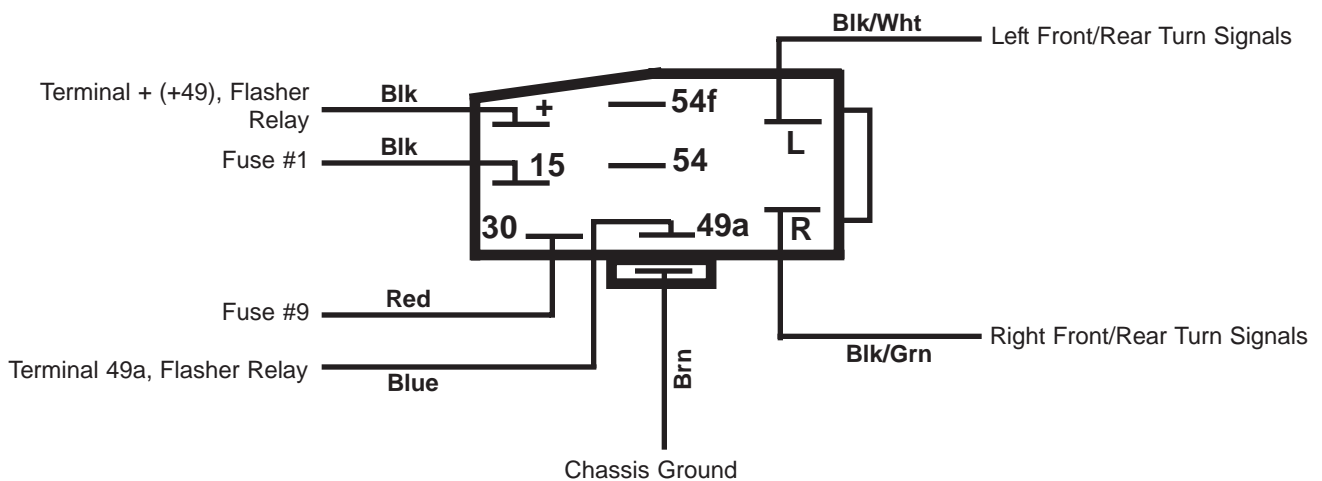 Blk/Wht
Left Front/Rear Turn Signals
Terminal + (+49), Flasher
Relay
Blk
+
54f
L
Fuse #1
Blk
15
54
30
49a
R
Fuse #9
Red
Right Front/Rear Turn Signals
Blk/Grn
Terminal 49a, Flasher Relay
Blue
Brn
Chassis Ground